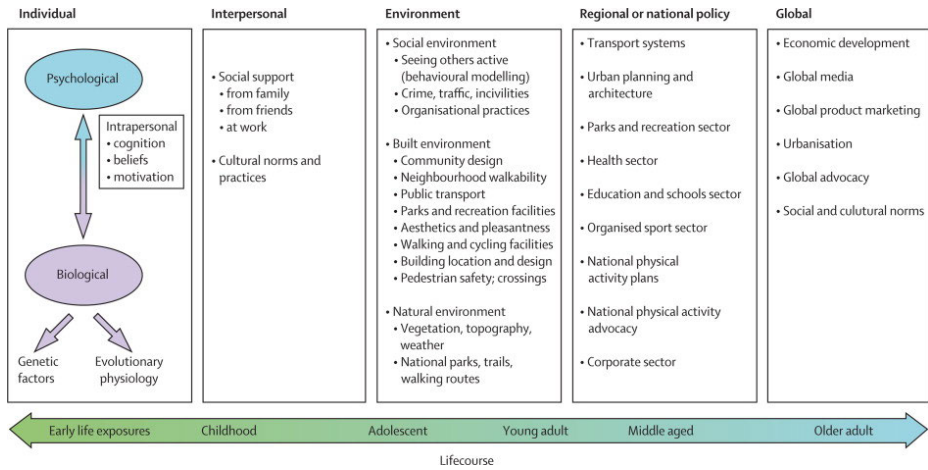 Individual
Psychological
Intrapersonal
• cognition
• beliefs
• motivation
Biological
Genetic
factors
Evolutionary
physiology
Interpersonal
• Social support
• from family
• from friends
• at work
• Cultural norms and
practices
Environment
• Social environment
• Seeing others active
(behavioural modelling)
• Crime, traffic, incivilities
• Organisational practices
• Built environment
• Community design
• Neighbourhood walkability
• Public transport
• Parks and recreation facilities
• Aesthetics and pleasantness
• Walking and cycling facilities
• Building location and design
• Pedestrian safety; crossings
• Natural environment
• Vegetation, topography,
weather
• National parks, trails,
walking routes
Regional or national policy
• Transport systems
• Urban planning and
architecture
• Parks and recreation sector
• Health sector
• Education and schools sector
• Organised sport sector
• National physical
activity plans
• National physical activity
advocacy
• Corporate sector
Global
• Economic development
• Global media
• Global product marketing
• Urbanisation
• Global advocacy
• Social and culutural norms
Early life exposures
Childhood
Adolescent
Young adult
Middle aged
Older adult
Lifecourse